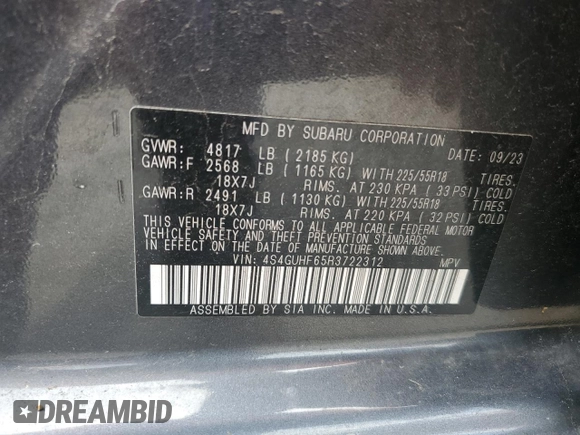 MFD BY SUBARU CORPORATION
GVWR: 4817 LB ( 2185 KG) DATE: 09/23
GAWR:F 2568 LB ( 1165 KG) WITH 225/55R18 TIRES.
18X7J RIMS. AT 230 KPA ( 33 PSI) COLD
GAWR:R 2491 LB ( 1130 KG) WITH 225/55R18 TIRES.
18X7J RIMS. AT 220 KPA ( 32 PSI) COLD
THIS VEHICLE CONFORMS TO ALL APPLICABLE FEDERAL MOTOR
VEHICLE SAFETY AND THEFT PREVENTION STANDARDS
IN EFFECT ON THE DATE OF MANUFACTURE SHOWN ABOVE.
VIN: 4S4GUHF65R3722312 MPV
ASSEMBLED BY SIA INC. MADE IN U.S.A.
DREAMBID